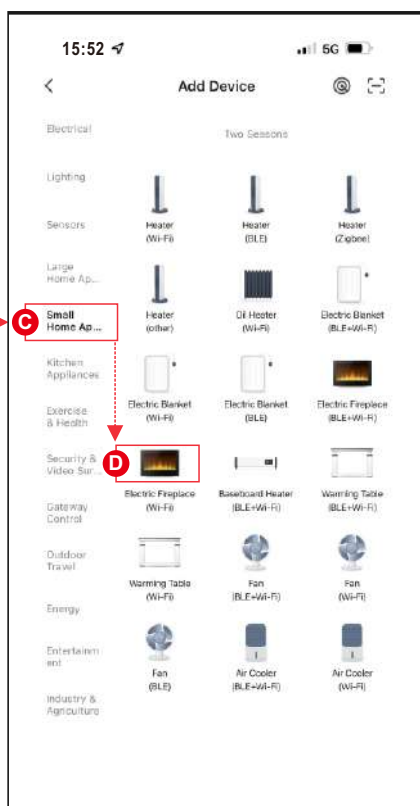 15:52
5G
Add Device
Electrical
Lighting
Sensors
Large
Home Ap...
C
Small
Home Ap...
Kitchen
Appliances
Exercise
& Health
Security &
Video Sur...
Gateway
Control
Outdoor
Travel
Energy
Entertainm
ent
Industry &
Agriculture
Two Seasons
Heater
(Wi-Fi)
Heater
(BLE)
Heater
(Zigbee)
Heater
(other)
Oil Heater
(Wi-Fi)
Electric Blanket
(BLE+Wi-Fi)
Electric Blanket
(Wi-Fi)
Electric Blanket
(BLE)
Electric Fireplace
(BLE+Wi-Fi)
D
Electric Fireplace
(Wi-Fi)
Baseboard Heater
(BLE+Wi-Fi)
Warming Table
(BLE+Wi-Fi)
Warming Table
(Wi-Fi)
Fan
(BLE+Wi-Fi)
Fan
(Wi-Fi)
Fan
(BLE)
Air Cooler
(BLE+Wi-Fi)
Air Cooler
(Wi-Fi)